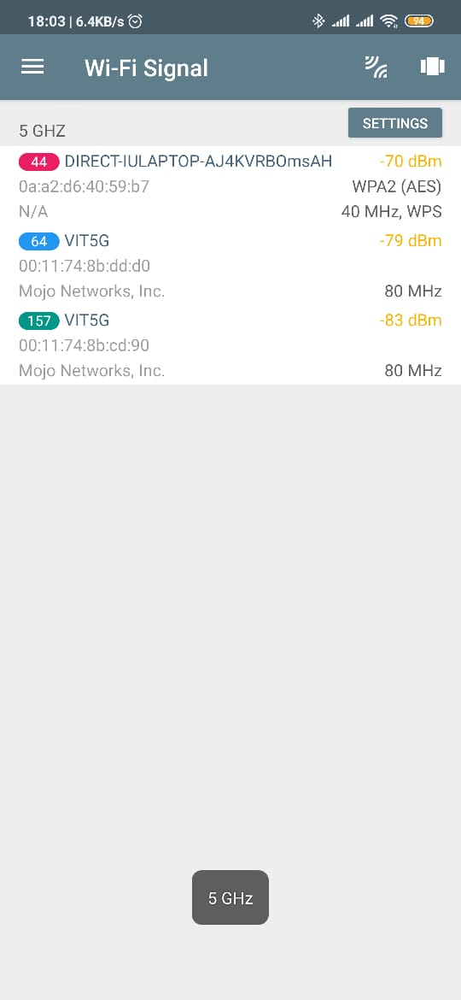 18:03 | 6.4KB/s 94
Wi-Fi Signal
5 GHZ SETTINGS
44 DIRECT-IULAPTOP-AJ4KVRBOmsAH -70 dBm
0a:a2:d6:40:59:b7 WPA2 (AES)
N/A 40 MHz, WPS
64 VIT5G -79 dBm
00:11:74:8b:dd:d0
Mojo Networks, Inc. 80 MHz
157 VIT5G -83 dBm
00:11:74:8b:cd:90
Mojo Networks, Inc. 80 MHz
5 GHz